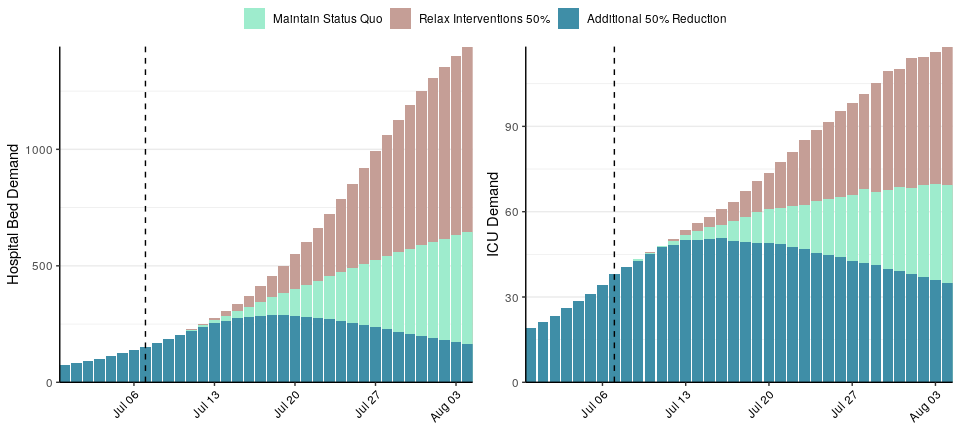 Maintain Status Quo Relax Interventions 50% Additional 50% Reduction
Hospital Bed Demand
1000
500
0
Jul 06 Jul 13 Jul 20 Jul 27 Aug 03
ICU Demand
90
60
30
0
Jul 06 Jul 13 Jul 20 Jul 27 Aug 03